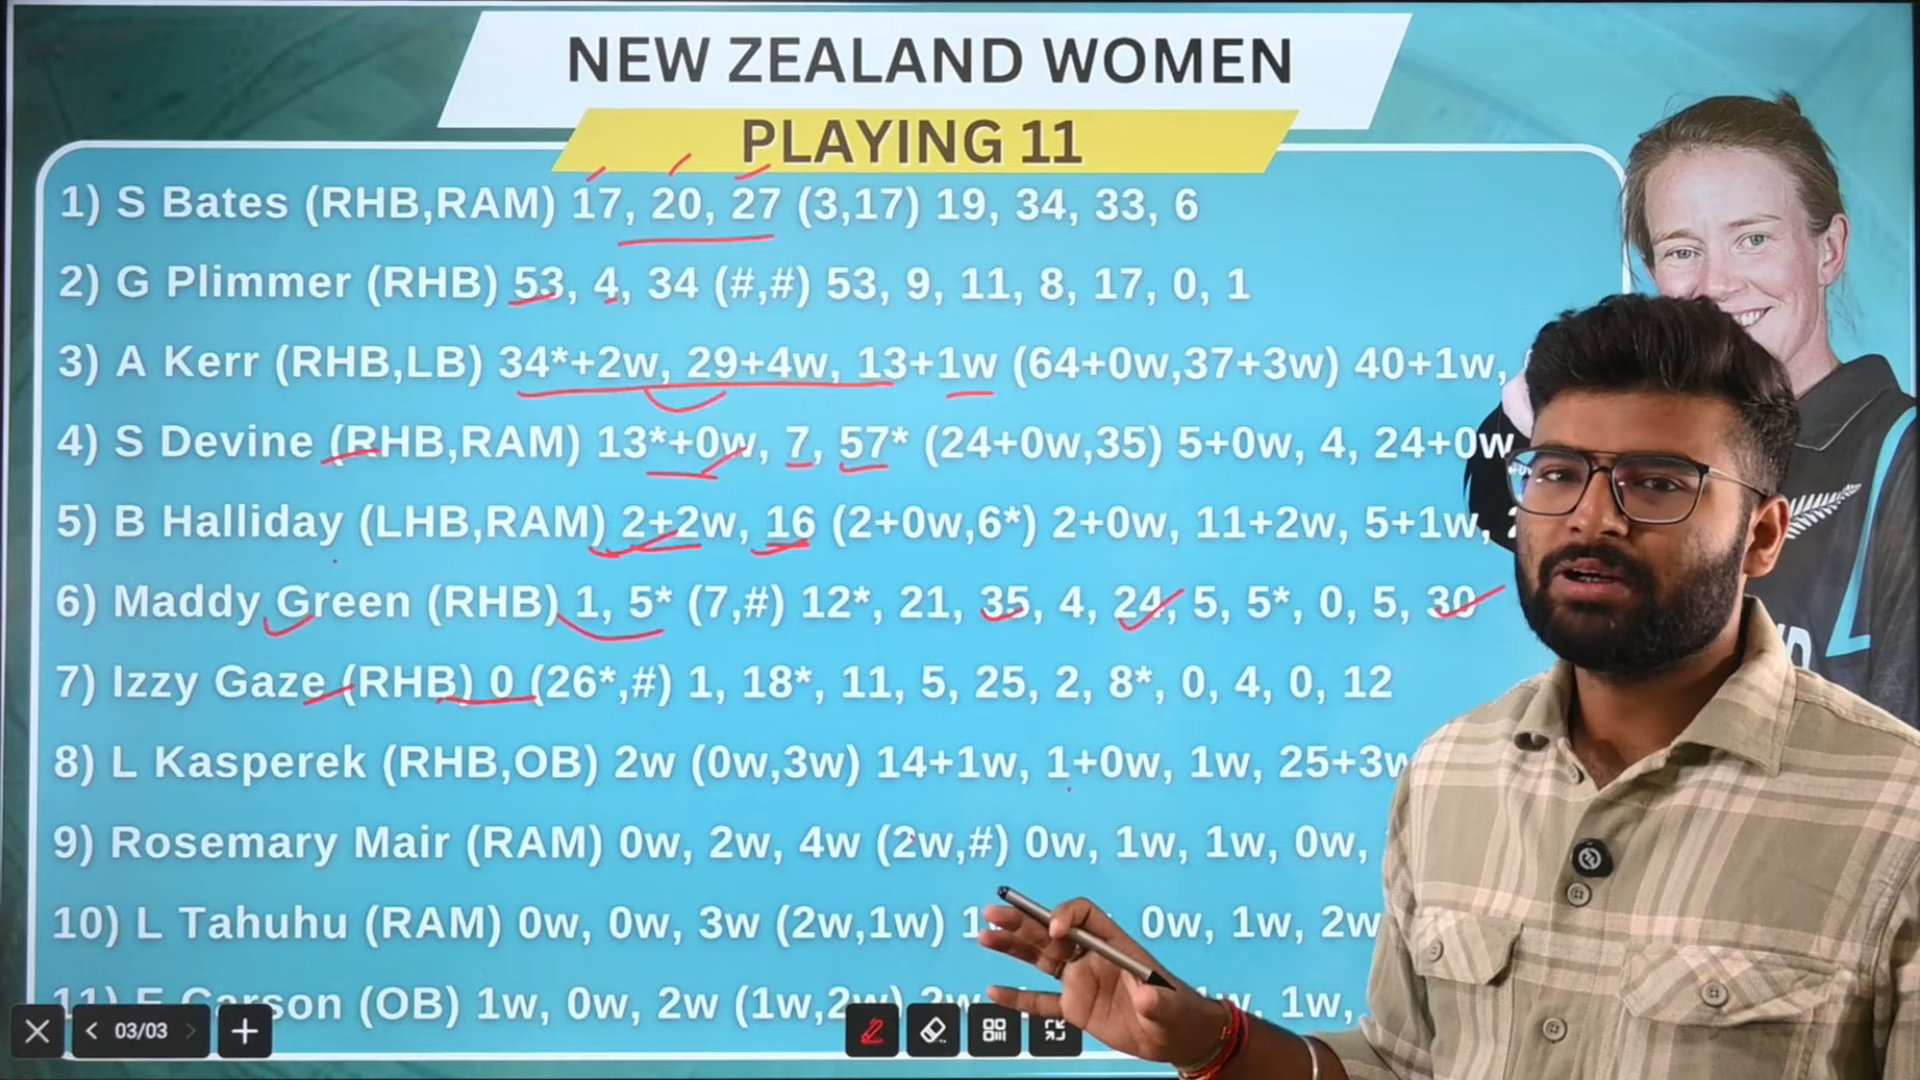 NEW ZEALAND WOMEN
PLAYING 11
1) S Bates (RHB,RAM) 17, 20, 27 (3,17) 19, 34, 33, 6
2) G Plimmer (RHB) 53, 4, 34 (#,#) 53, 9, 11, 8, 17, 0, 1
3) A Kerr (RHB,LB) 34*+2w, 29+4w, 13+1w (64+0w,37+3w) 40+1w,
4) S Devine (RHB,RAM) 13*+0w, 7, 57* (24+0w,35) 5+0w, 4, 24+0w
5) B Halliday (LHB,RAM) 2+2w, 16 (2+0w,6*) 2+0w, 11+2w, 5+1w,
6) Maddy Green (RHB) 1, 5* (7,#) 12*, 21, 35, 4, 24, 5, 5*, 0, 5, 30
7) Izzy Gaze (RHB) 0 (26*,#) 1, 18*, 11, 5, 25, 2, 8*, 0, 4, 0, 12
8) L Kasperek (RHB,OB) 2w (0w,3w) 14+1w, 1+0w, 1w, 25+3w
9) Rosemary Mair (RAM) 0w, 2w, 4w (2w,#) 0w, 1w, 1w, 0w,
10) L Tahuhu (RAM) 0w, 0w, 3w (2w,1w) 0w, 1w, 2w
11) E Carson (OB) 1w, 0w, 2w (1w,2w) 2w 1w,
03/03